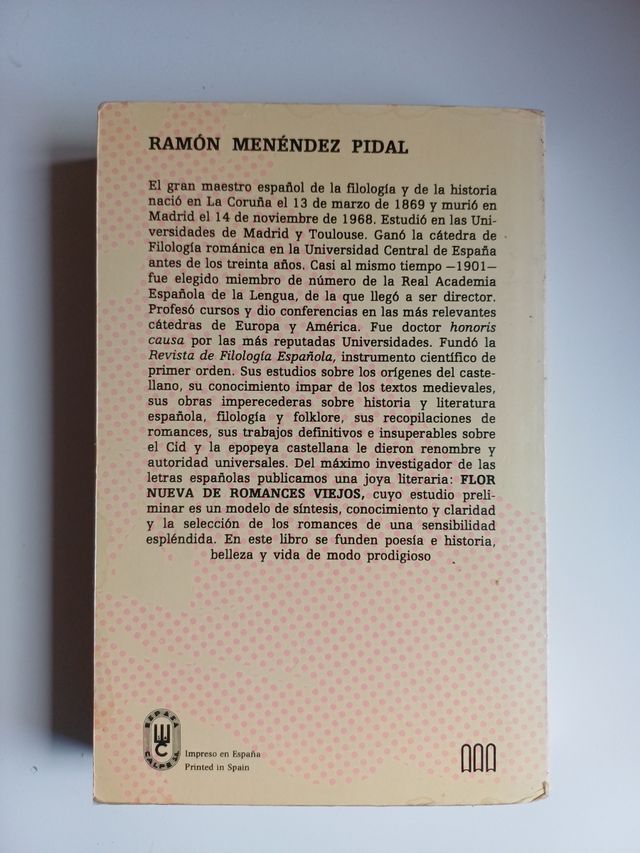 RAMÓN MENÉNDEZ PIDAL
El gran maestro español de la filología y de la historia
nació en La Coruña el 13 de marzo de 1869 y murió en
Madrid el 14 de noviembre de 1968. Estudió en las Uni-
versidades de Madrid y Toulouse. Ganó la cátedra de
Filología románica en la Universidad Central de España
antes de los treinta años. Casi al mismo tiempo —1901—
fue elegido miembro de número de la Real Academia
Española de la Lengua, de la que llegó a ser director.
Profesó cursos y dio conferencias en las más relevantes
cátedras de Europa y América. Fue doctor honoris
causa por las más reputadas Universidades. Fundó la
Revista de Filología Española, instrumento científico de
primer orden. Sus estudios sobre los orígenes del caste-
llano, su conocimiento impar de los textos medievales,
sus obras imperecederas sobre historia y literatura
española, filología y folklore, sus recopilaciones de
romances, sus trabajos definitivos e insuperables sobre
el Cid y la epopeya castellana le dieron renombre y
autoridad universales. Del máximo investigador de las
letras españolas publicamos una joya literaria: FLOR
NUEVA DE ROMANCES VIEJOS, cuyo estudio preli-
minar es un modelo de síntesis, conocimiento y claridad
y la selección de los romances de una sensibilidad
espléndida. En este libro se funden poesía e historia,
belleza y vida de modo prodigioso
ESPASA
CALPE S.A.
Impreso en España
Printed in Spain